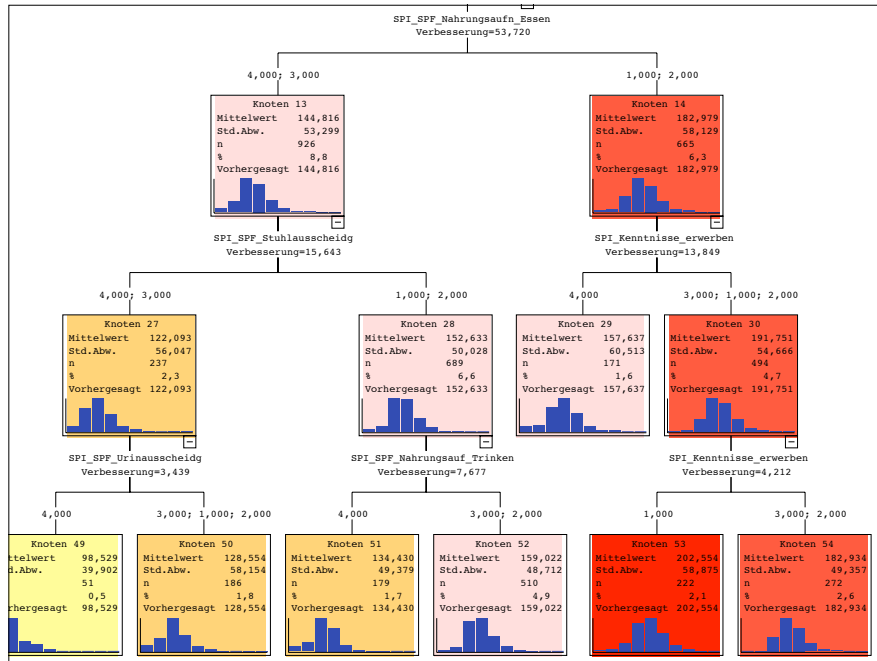 SPI_SPF_Nahrungsaufn_Essen
Verbesserung=53,720
4,000; 3,000
1,000; 2,000
Knoten 13
Mittelwert 144,816
Std.Abw. 53,299
n 926
% 8,8
Vorhergesagt 144,816
Knoten 14
Mittelwert 182,979
Std.Abw. 58,129
n 665
% 6,3
Vorhergesagt 182,979
SPI_SPF_Stuhlausscheidg
Verbesserung=15,643
SPI_Kenntnisse_erwerben
Verbesserung=13,849
4,000; 3,000
1,000; 2,000
4,000
3,000; 1,000; 2,000
Knoten 27
Mittelwert 122,093
Std.Abw. 56,047
n 237
% 2,3
Vorhergesagt 122,093
Knoten 28
Mittelwert 152,633
Std.Abw. 50,028
n 689
% 6,6
Vorhergesagt 152,633
Knoten 29
Mittelwert 157,637
Std.Abw. 60,513
n 171
% 1,6
Vorhergesagt 157,637
Knoten 30
Mittelwert 191,751
Std.Abw. 54,666
n 494
% 4,7
Vorhergesagt 191,751
SPI_SPF_Urinausscheidg
Verbesserung=3,439
SPI_SPF_Nahrungsauf_Trinken
Verbesserung=7,677
SPI_Kenntnisse_erwerben
Verbesserung=4,212
4,000
3,000; 1,000; 2,000
4,000
3,000; 2,000
1,000
3,000; 2,000
Knoten 49
ttelwert 98,529
d.Abw. 39,902
51
0,5
rhergesagt 98,529
Knoten 50
Mittelwert 128,554
Std.Abw. 58,154
n 186
% 1,8
Vorhergesagt 128,554
Knoten 51
Mittelwert 134,430
Std.Abw. 49,379
n 179
% 1,7
Vorhergesagt 134,430
Knoten 52
Mittelwert 159,022
Std.Abw. 48,712
n 510
% 4,9
Vorhergesagt 159,022
Knoten 53
Mittelwert 202,554
Std.Abw. 58,875
n 222
% 2,1
Vorhergesagt 202,554
Knoten 54
Mittelwert 182,934
Std.Abw. 49,357
n 272
% 2,6
Vorhergesagt 182,934